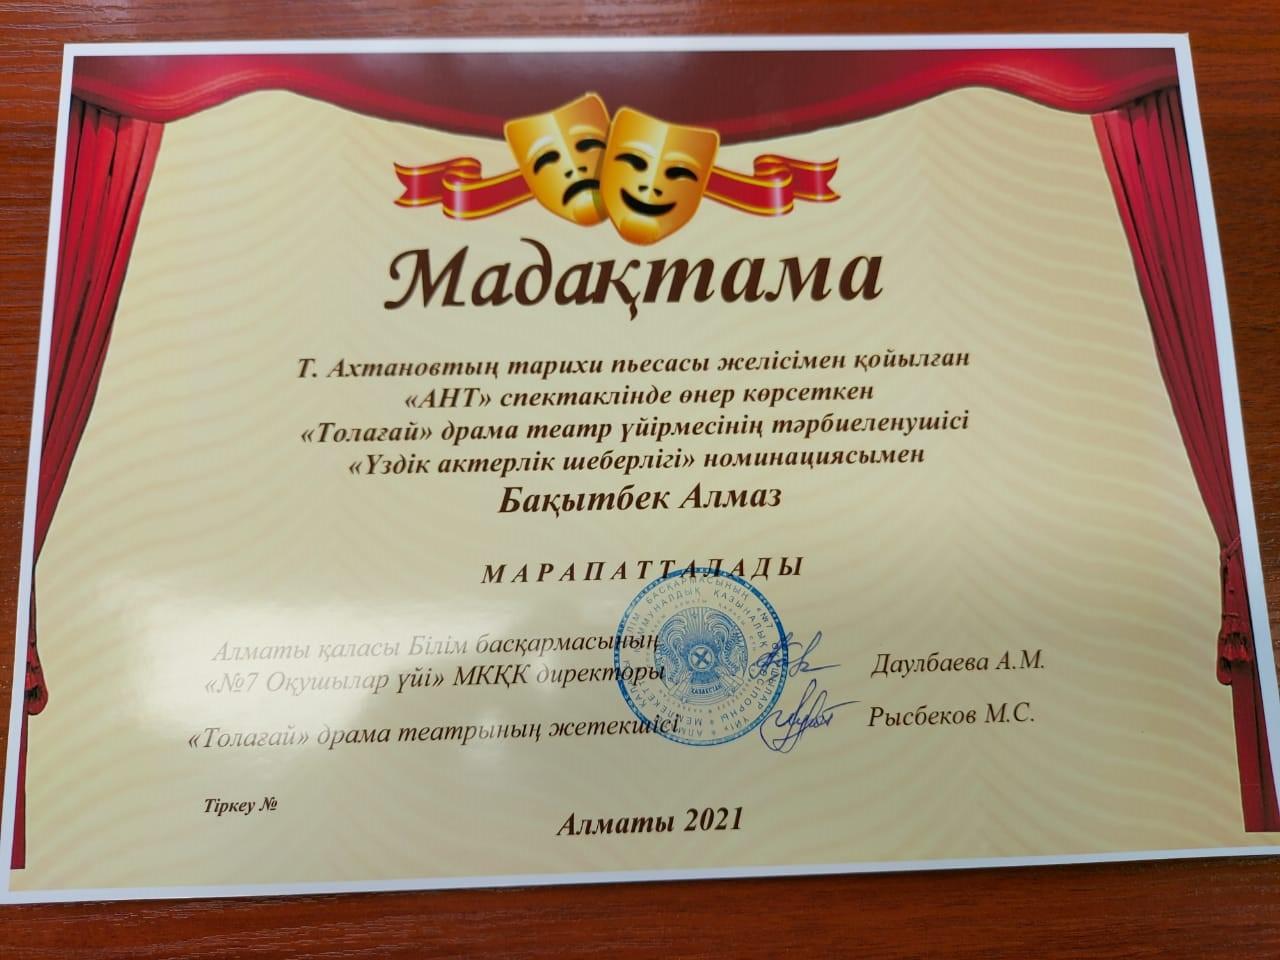 Мадақтама
Т. Ахтановтың тарихи пьесасы желісімен қойылған
«АНТ» спектаклінде өнер көрсеткен
«Толағай» драма театр үйірмесінің тәрбиеленушісі
«Үздік актерлік шеберлігі» номинациясымен
Бақытбек Алмаз
МАРАПАТТАЛАДЫ
Алматы қаласы Білім басқармасының
«№7 Оқушылар үйі» МКҚК директоры
Даулбаева А.М.
«Толағай» драма театрының жетекшісі
Рысбеков М.С.
ҚАЗАҚСТАН
Тіркеу №
Алматы 2021